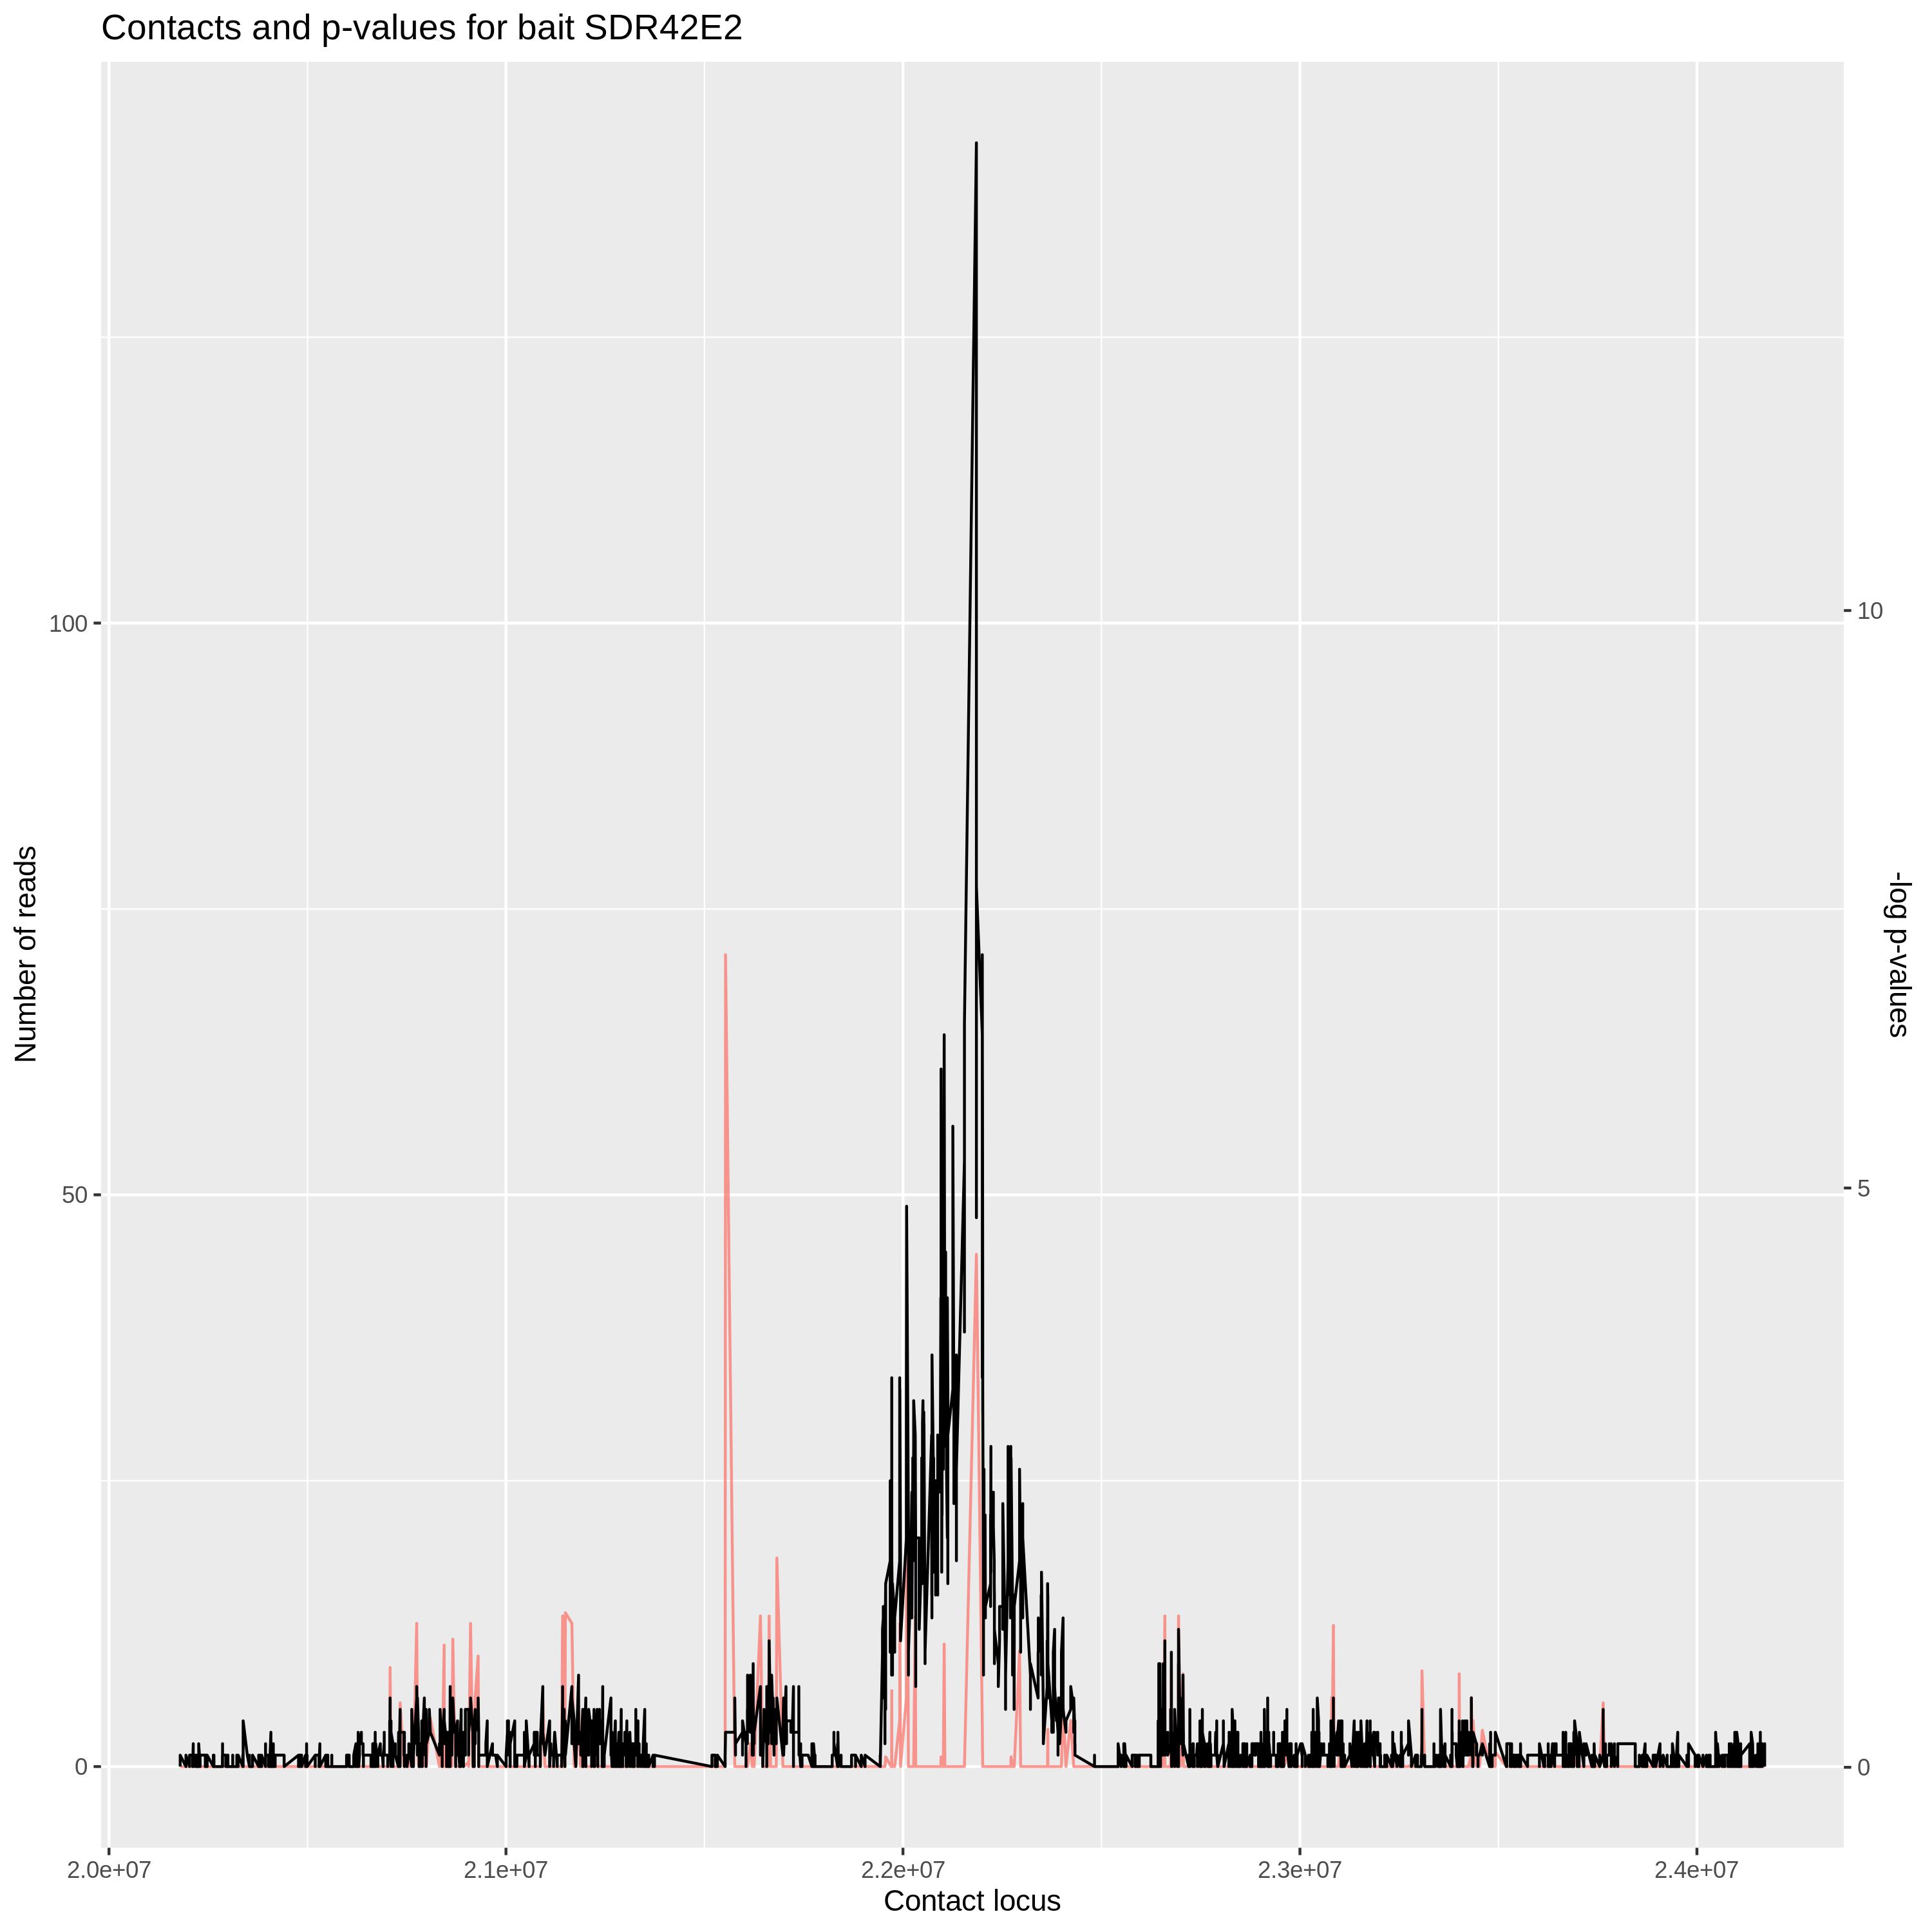 Contacts and p-values for bait SDR42E2
Number of reads
100
50
0
10
5
0
-log p-values
2.0e+07
2.1e+07
2.2e+07
2.3e+07
2.4e+07
Contact locus